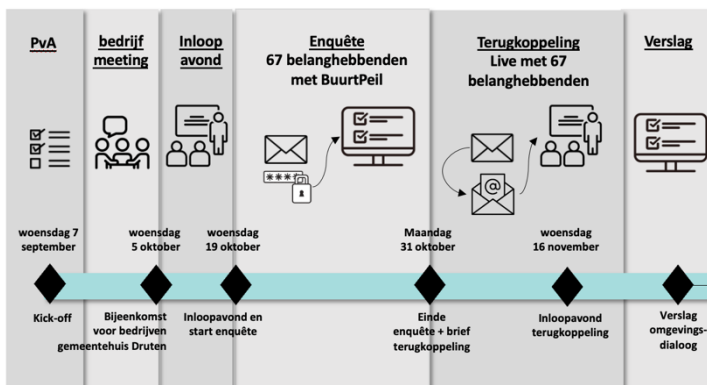 PvA
bedrijf
meeting
Inloop
avond
Enquête
67 belanghebbenden
met BuurtPeil
Terugkoppeling
Live met 67
belanghebbenden
Verslag
****
@
woensdag 7
september
woensdag
5 oktober
woensdag
19 oktober
Maandag
31 oktober
woensdag
16 november
Kick-off
Bijeenkomst
voor bedrijven
gemeentehuis Druten
Inloopavond en
start enquête
Einde
enquête + brief
terugkoppeling
Inloopavond
terugkoppeling
Verslag
omgevings-
dialoog